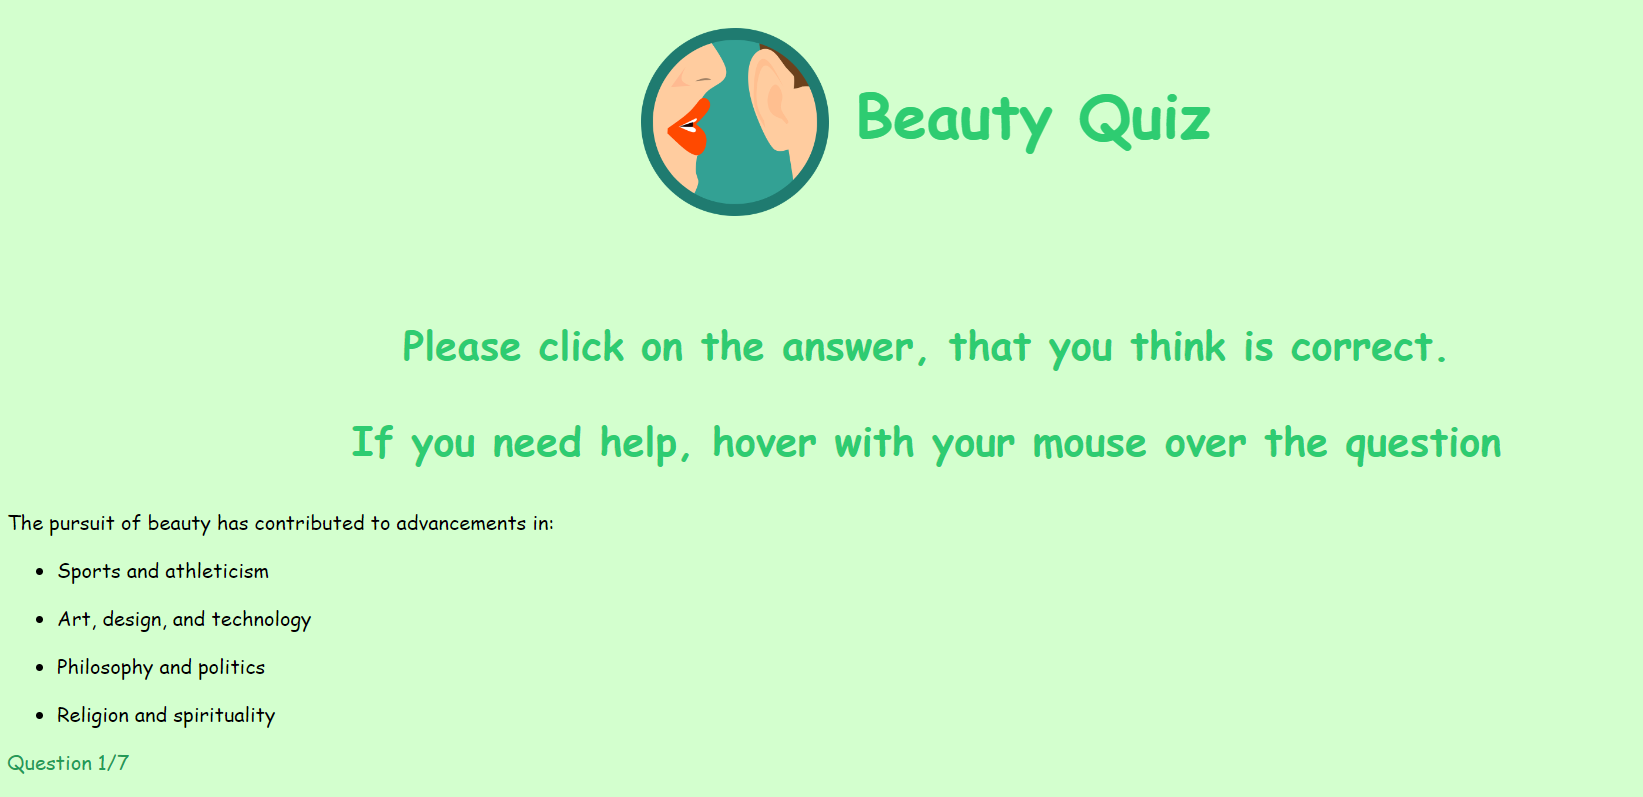 Beauty Quiz
Please click on the answer, that you think is correct.
If you need help, hover with your mouse over the question
The pursuit of beauty has contributed to advancements in:
Sports and athleticism
Art, design, and technology
Philosophy and politics
Religion and spirituality
Question 1/7